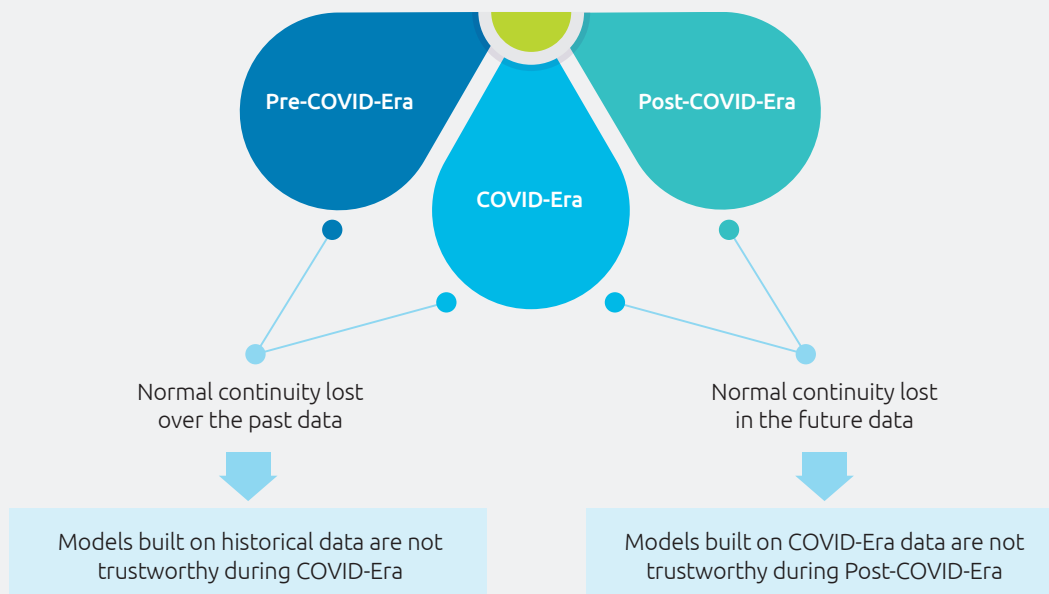 Pre-COVID-Era
Post-COVID-Era
COVID-Era
Normal continuity lost
over the past data
Normal continuity lost
in the future data
Models built on historical data are not
trustworthy during COVID-Era
Models built on COVID-Era data are not
trustworthy during Post-COVID-Era